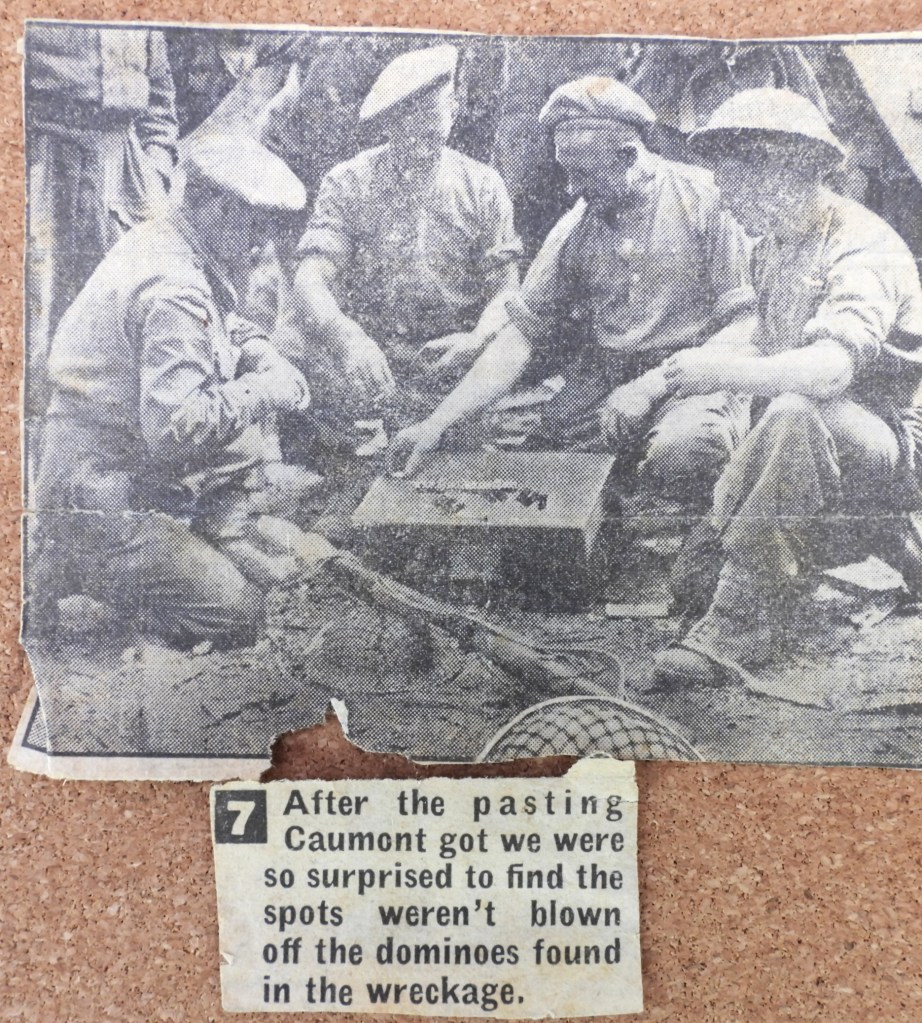 7 After the pasting
Caumont got we were
so surprised to find the
spots weren't blown
off the dominoes found
in the wreckage.